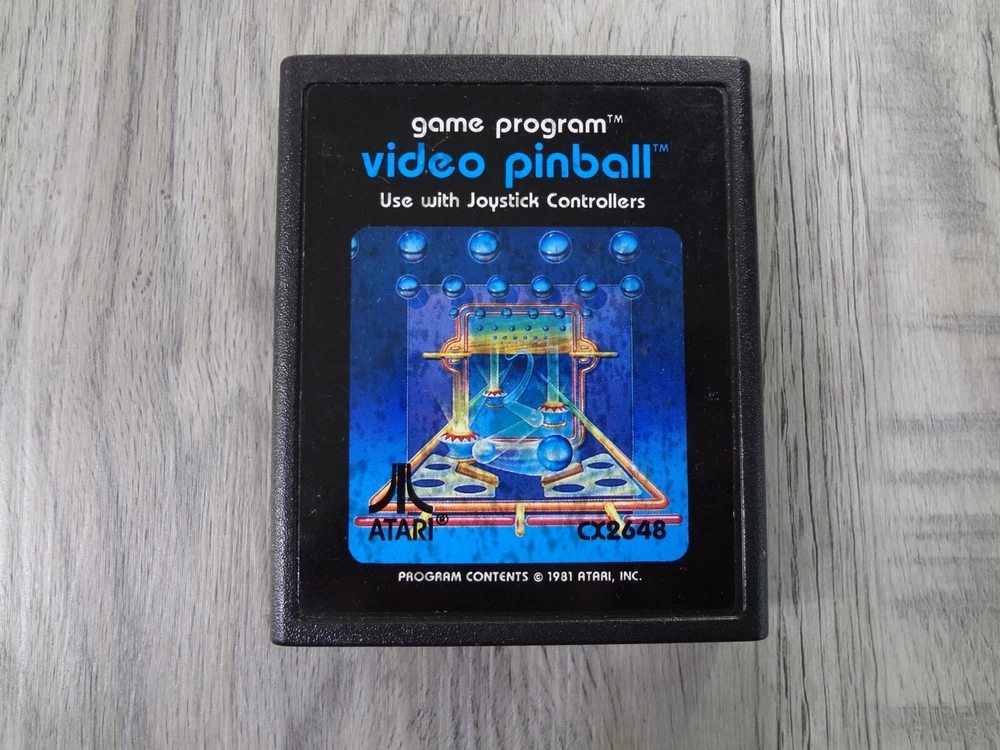 game program™
video pinball™
Use with Joystick Controllers
ATARI®
CX2648
PROGRAM CONTENTS © 1981 ATARI, INC.